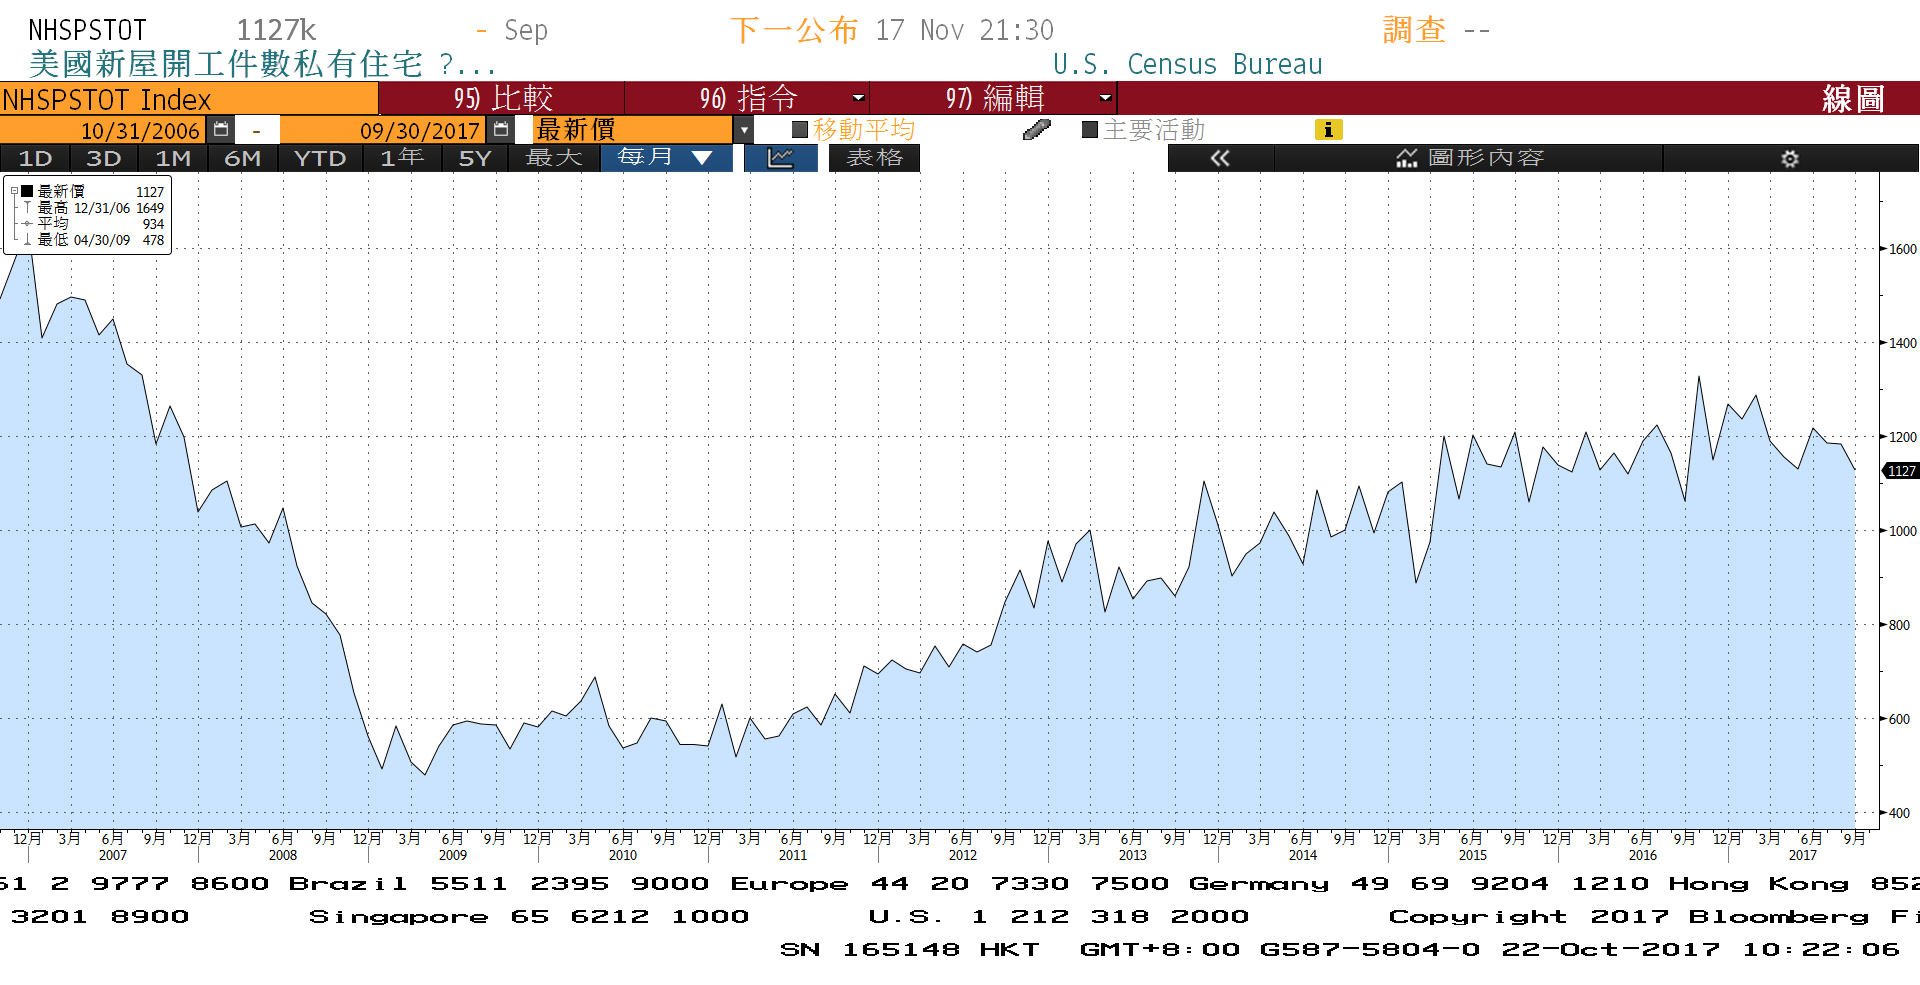 NHSPSTOT 1127k - Sep 下一公布 17 Nov 21:30 調查 --
美國新屋開工件數私有住宅 ?... U.S. Census Bureau
NHSPSTOT Index 95) 比較 96) 指令 97) 編輯 線圖
10/31/2006 - 09/30/2017 最新價 移動平均 主要活動 i
1D 3D 1M 6M YTD 1年 5Y 最大 每月 ▼ 表格 « 圖形內容
最新價 1127
最高 12/31/06 1649
平均 934
最低 04/30/09 478
1600
1400
1200
1127
1000
800
600
400
12月 3月 6月 9月 12月 3月 6月 9月 12月 3月 6月 9月 12月 3月 6月 9月 12月 3月 6月 9月 12月 3月 6月 9月 12月 3月 6月 9月 12月 3月 6月 9月 12月 3月 6月 9月 12月 3月 6月 9月 12月 3月 6月 9月
2007 2008 2009 2010 2011 2012 2013 2014 2015 2016 2017
61 2 9777 8600 Brazil 5511 2395 9000 Europe 44 20 7330 7500 Germany 49 69 9204 1210 Hong Kong 852
3201 8900 Singapore 65 6212 1000 U.S. 1 212 318 2000 Copyright 2017 Bloomberg Fi
SN 165148 HKT GMT+8:00 G587-5804-0 22-Oct-2017 10:22:06